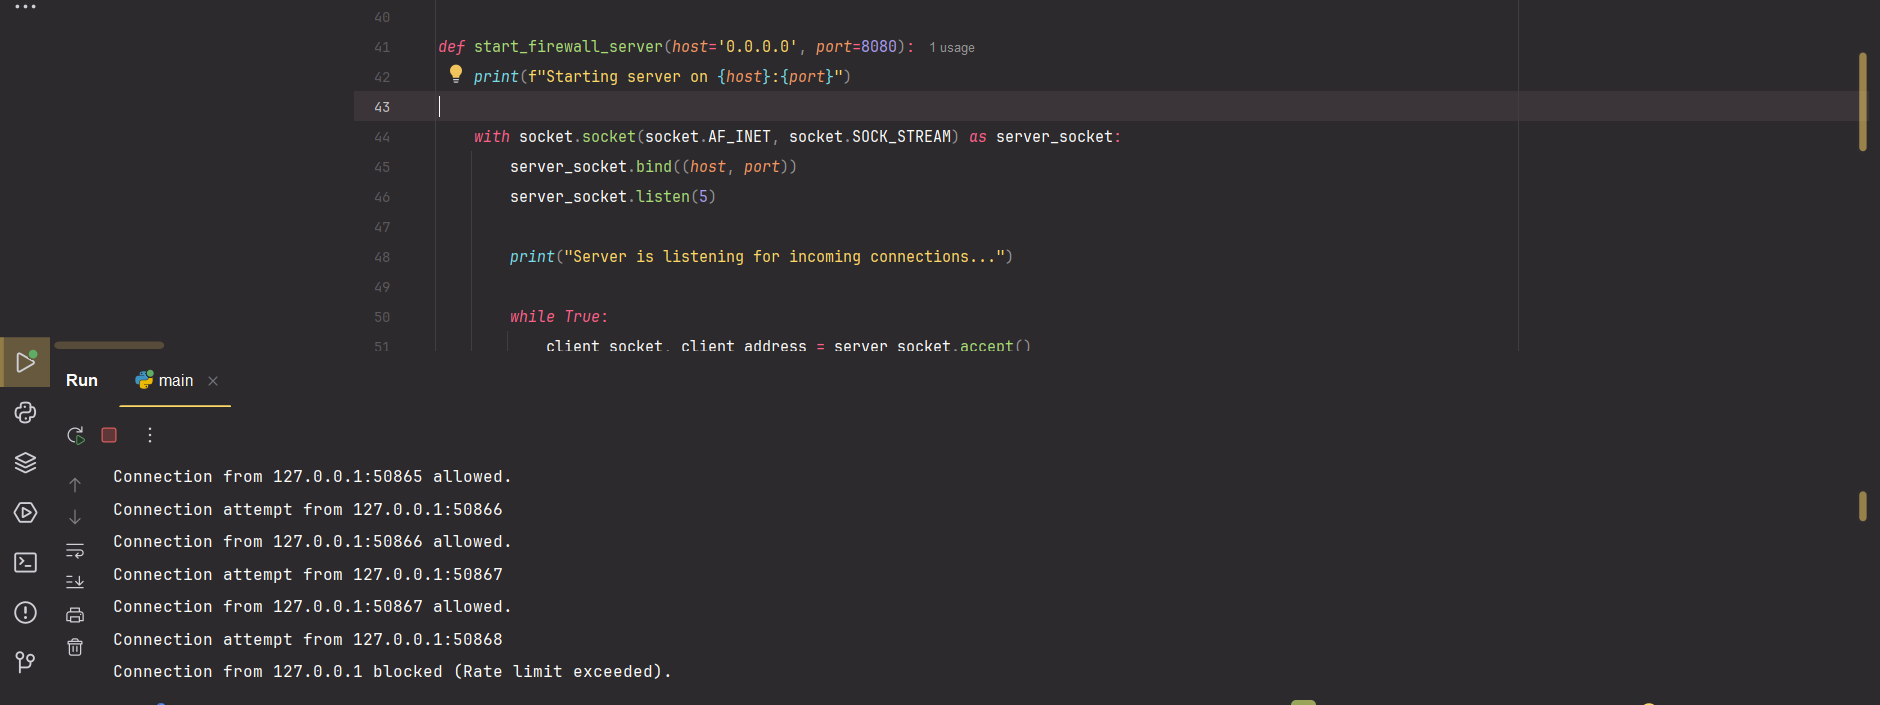 40
41 def start_firewall_server(host='0.0.0.0', port=8080): 1 usage
42 print(f"Starting server on {host}:{port}")
43
44 with socket.socket(socket.AF_INET, socket.SOCK_STREAM) as server_socket:
45 server_socket.bind((host, port))
46 server_socket.listen(5)
47
48 print("Server is listening for incoming connections...")
49
50 while True:
51 client_socket, client_address = server_socket.accept()
Run main
Connection from 127.0.0.1:50865 allowed.
Connection attempt from 127.0.0.1:50866
Connection from 127.0.0.1:50866 allowed.
Connection attempt from 127.0.0.1:50867
Connection from 127.0.0.1:50867 allowed.
Connection attempt from 127.0.0.1:50868
Connection from 127.0.0.1 blocked (Rate limit exceeded).